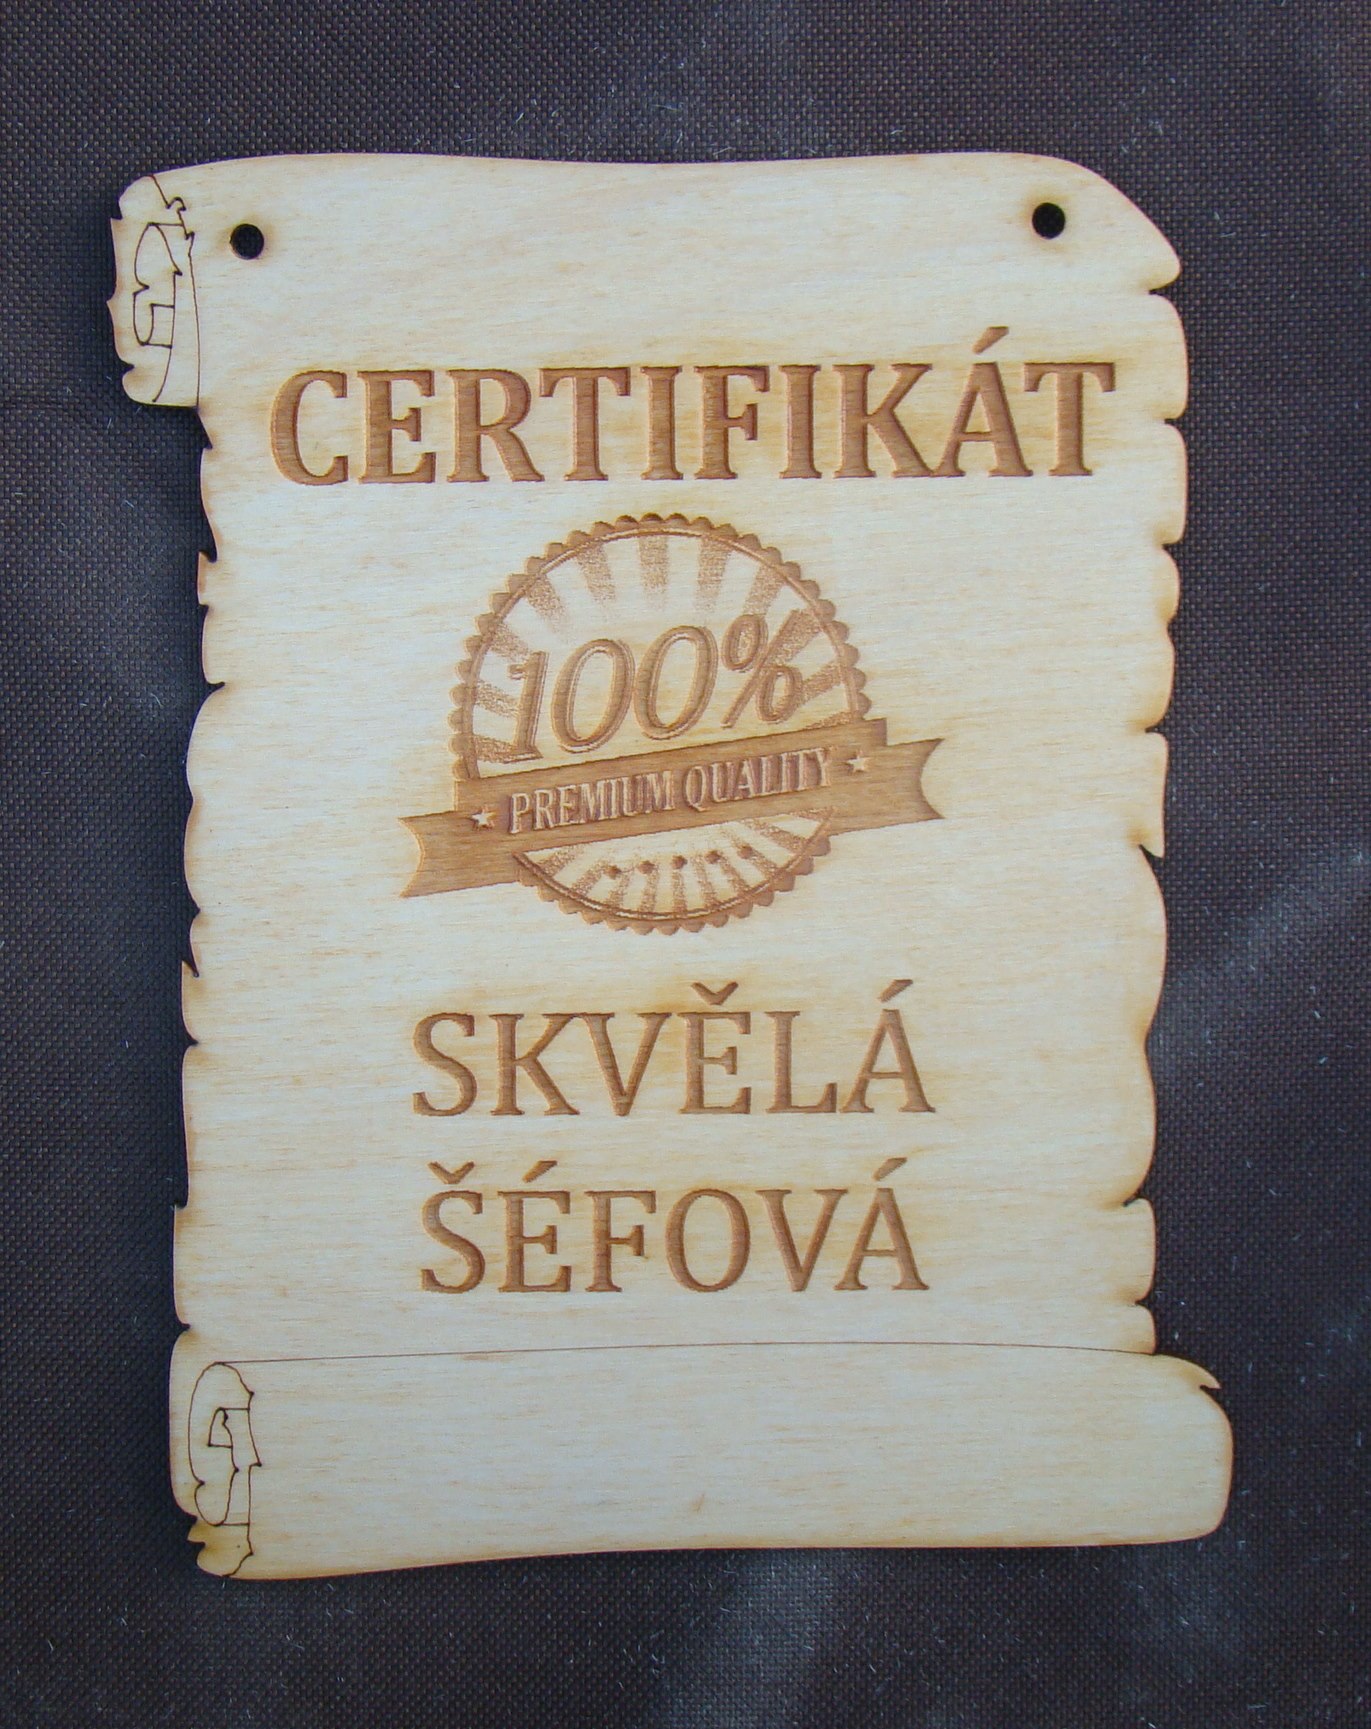 CERTIFIKÁT
100%
★ PREMIUM QUALITY ★
SKVĚLÁ
ŠÉFOVÁ